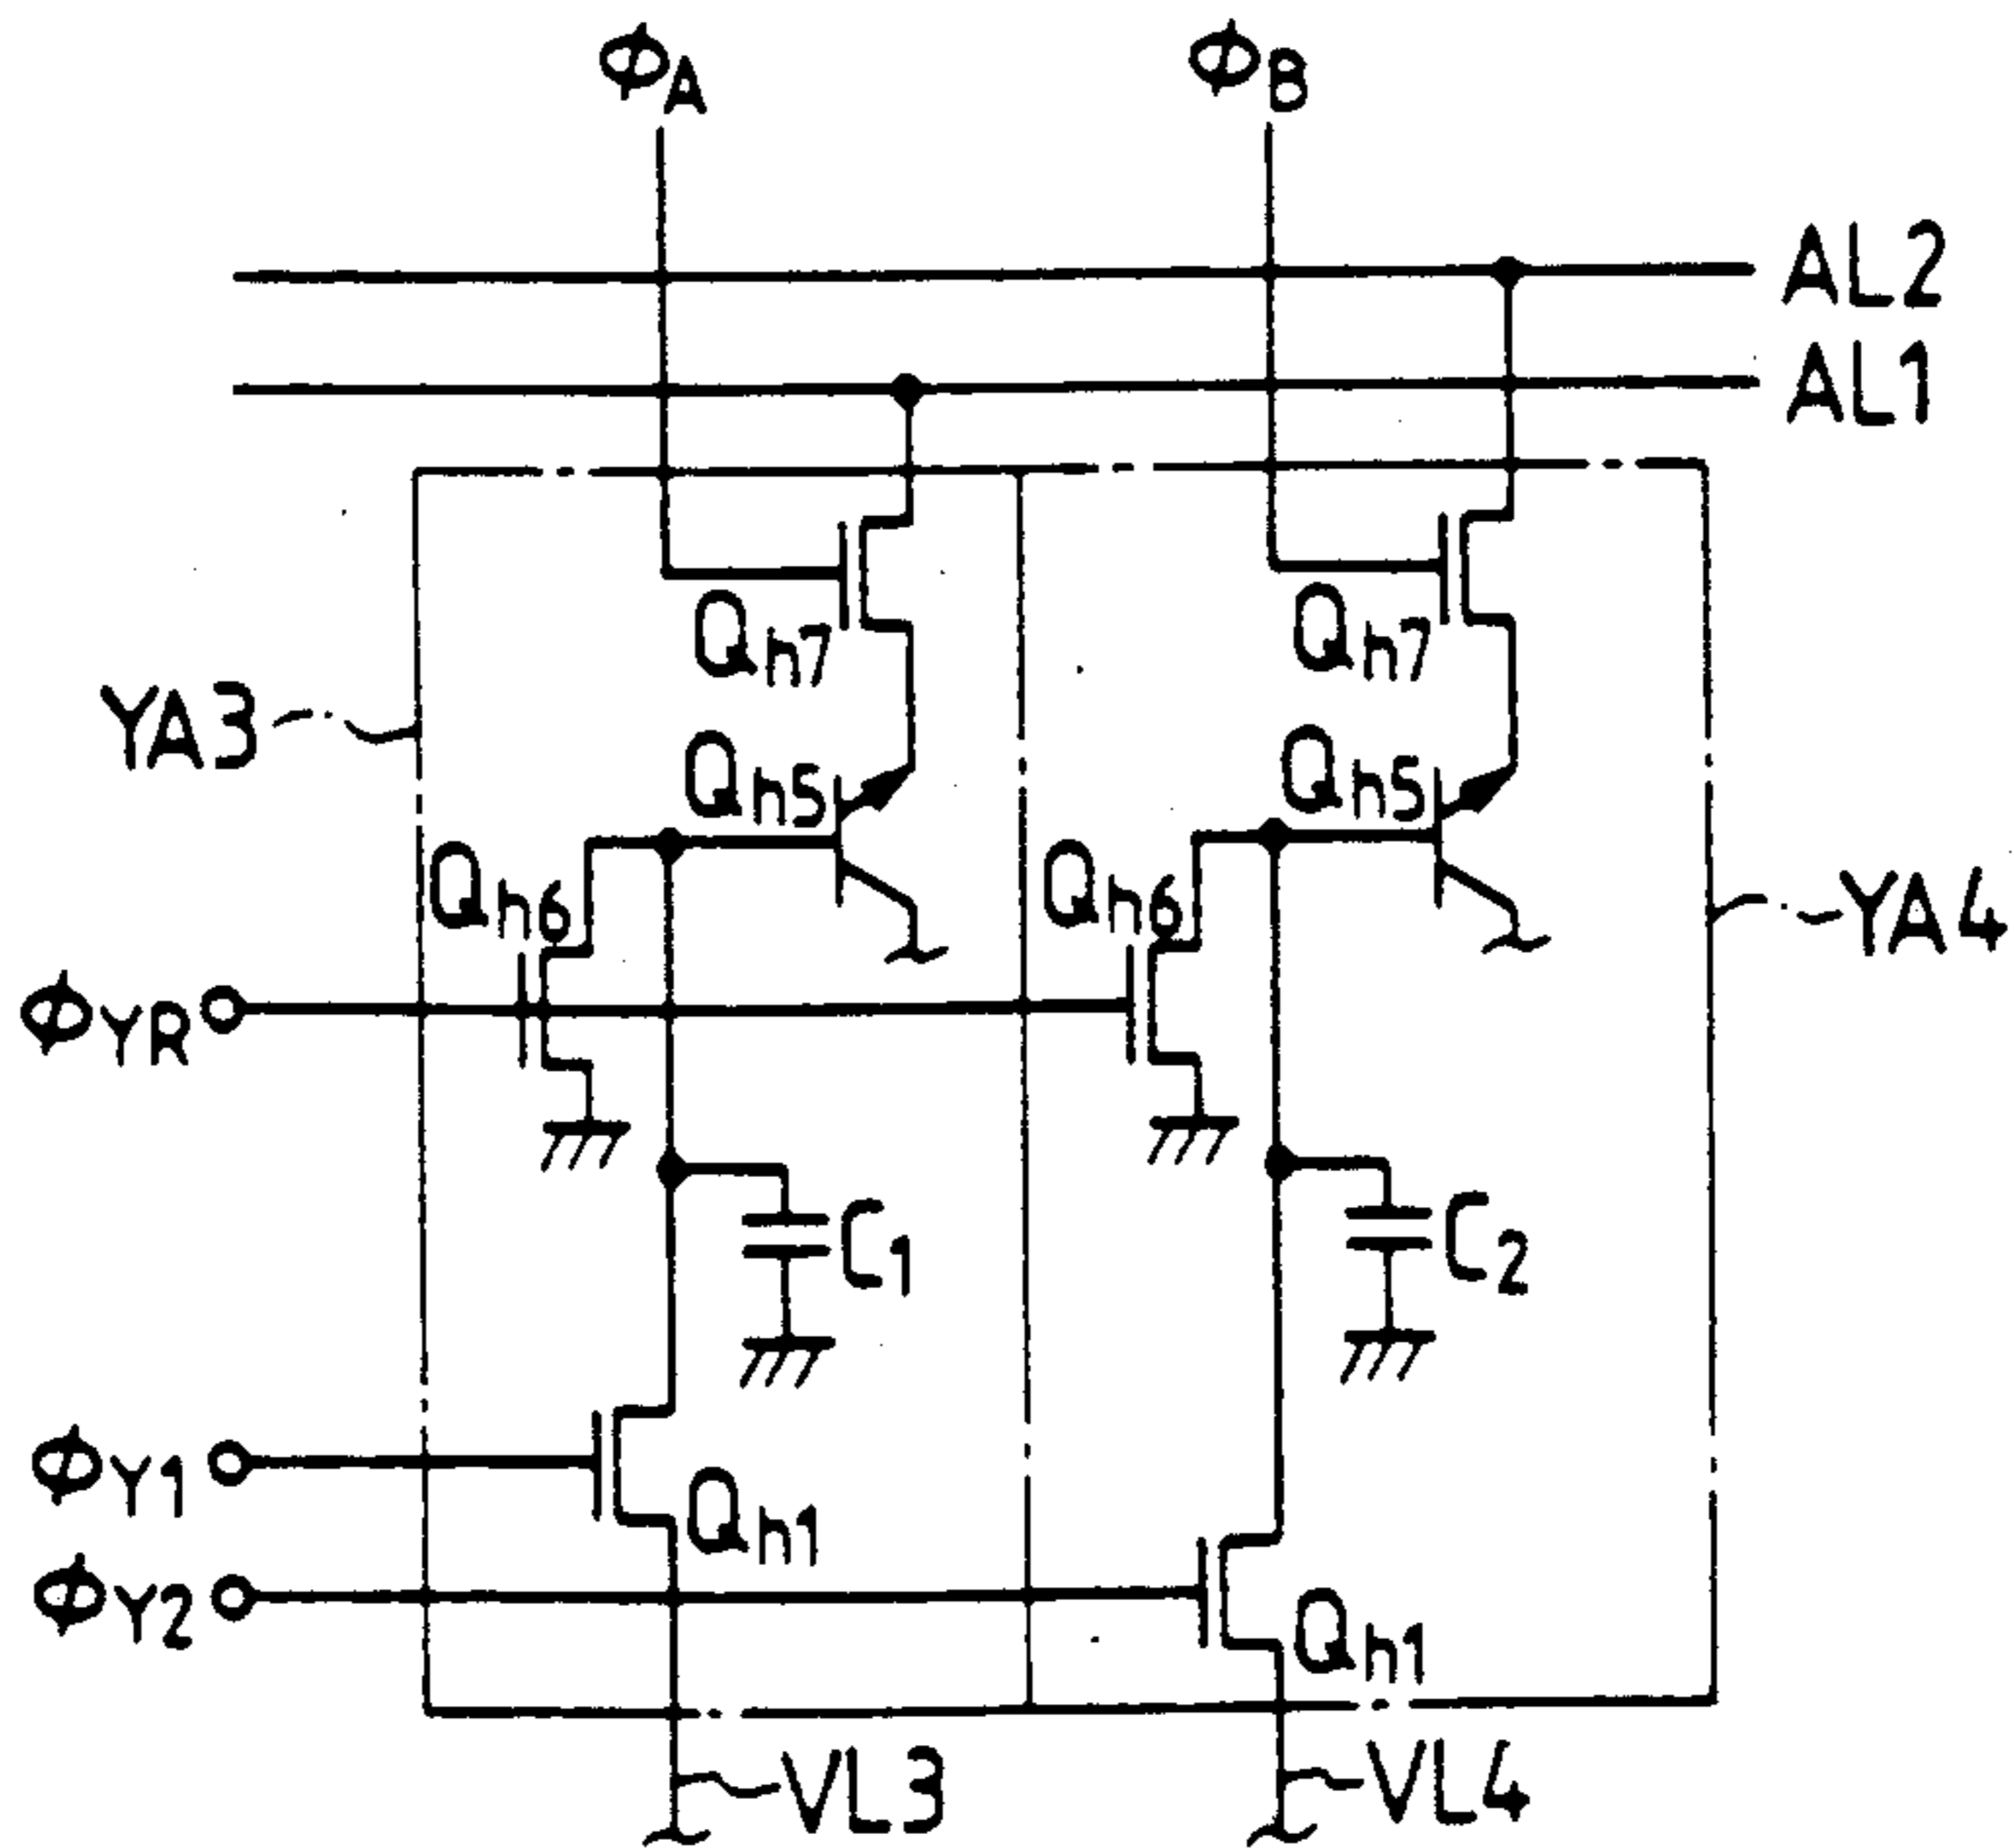 ΦA ΦB
AL2
AL1
Qh7 Qh7
YA3
Qh5 Qh5
Qh6 Qh6
YA4
ΦYR
C1 C2
ΦY1
Qh1
ΦY2
Qh1
VL3 VL4